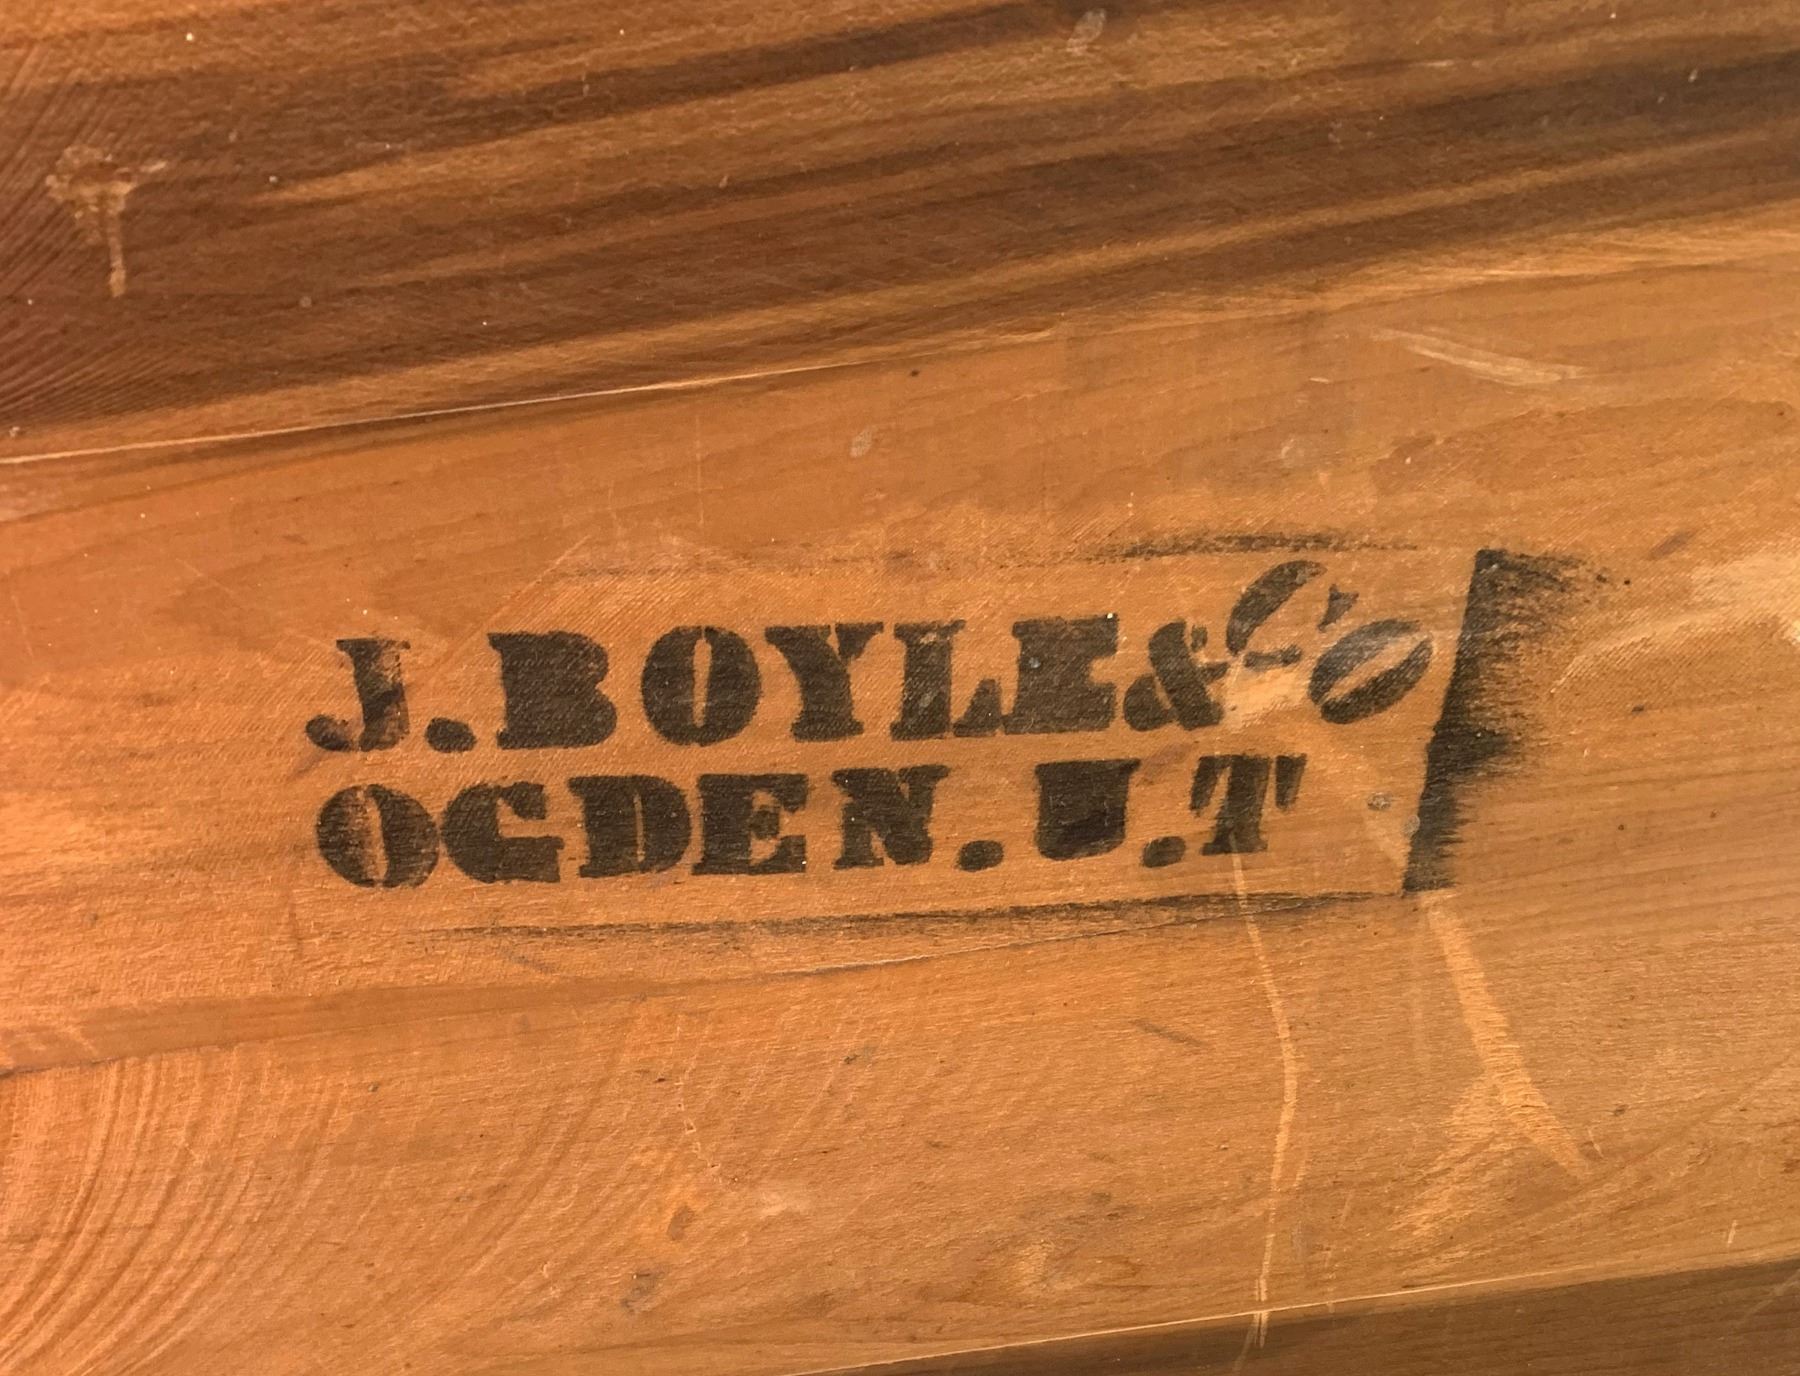 J. BOYLE & Co
OGDEN. U.T